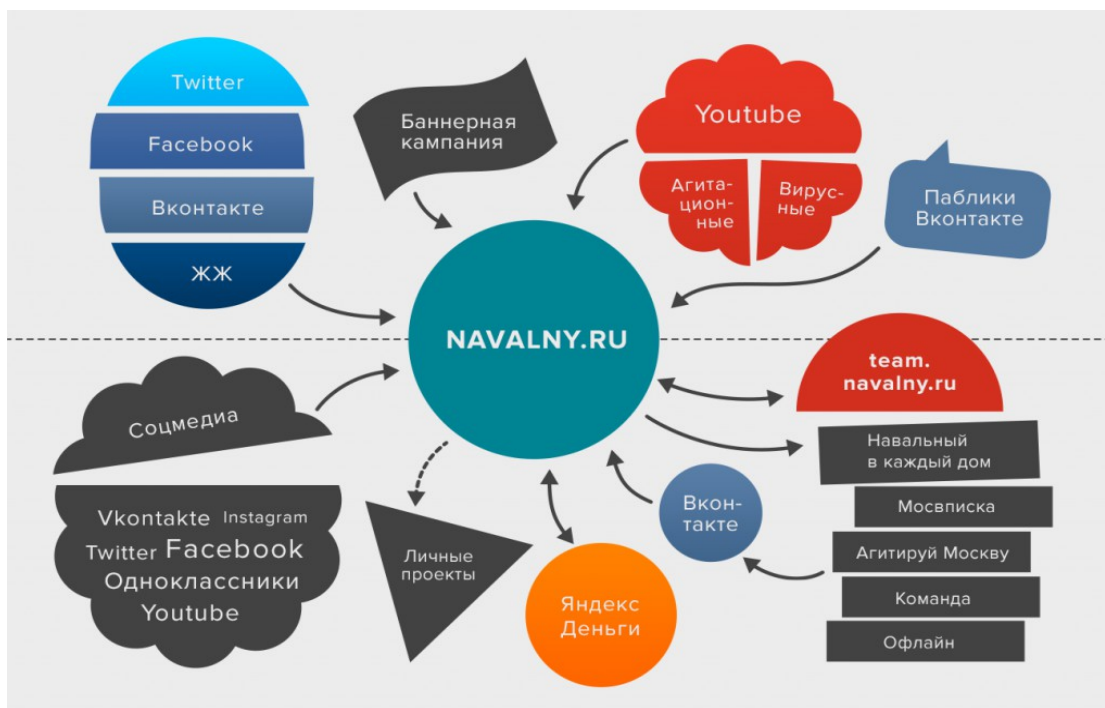 Twitter
Facebook
Вконтакте
ЖЖ
Баннерная
кампания
Youtube
Агита-
цион-
ные
Вирус-
ные
Паблики
Вконтакте
NAVALNY.RU
Соцмедиа
Vkontakte Instagram
Twitter Facebook
Одноклассники
Youtube
Личные
проекты
Яндекс
Деньги
Вкон-
такте
team.
navalny.ru
Навальный
в каждый дом
Мосвписка
Агитируй Москву
Команда
Офлайн